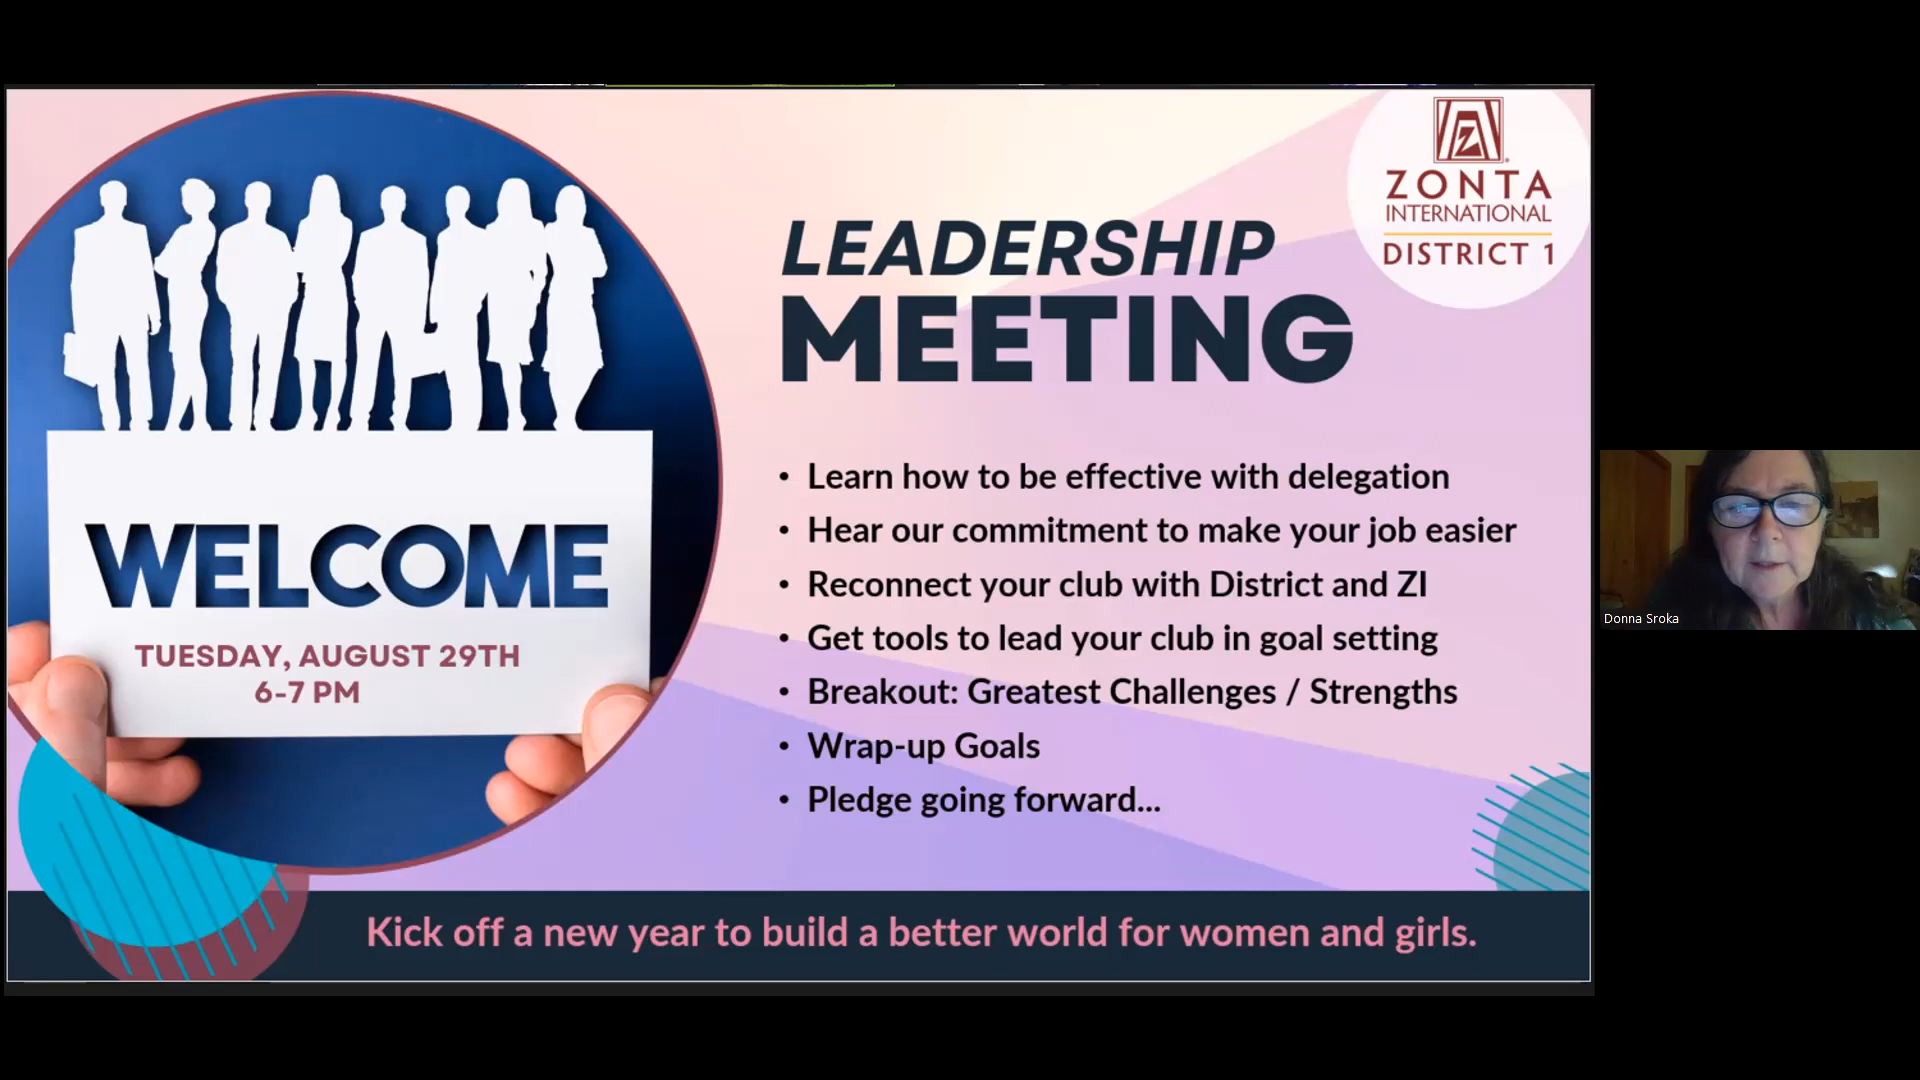 WELCOME
TUESDAY, AUGUST 29TH
6-7 PM
LEADERSHIP
MEETING
ZONTA
INTERNATIONAL
DISTRICT 1
• Learn how to be effective with delegation
• Hear our commitment to make your job easier
• Reconnect your club with District and ZI
• Get tools to lead your club in goal setting
• Breakout: Greatest Challenges / Strengths
• Wrap-up Goals
• Pledge going forward...
Kick off a new year to build a better world for women and girls.
Donna Sroka